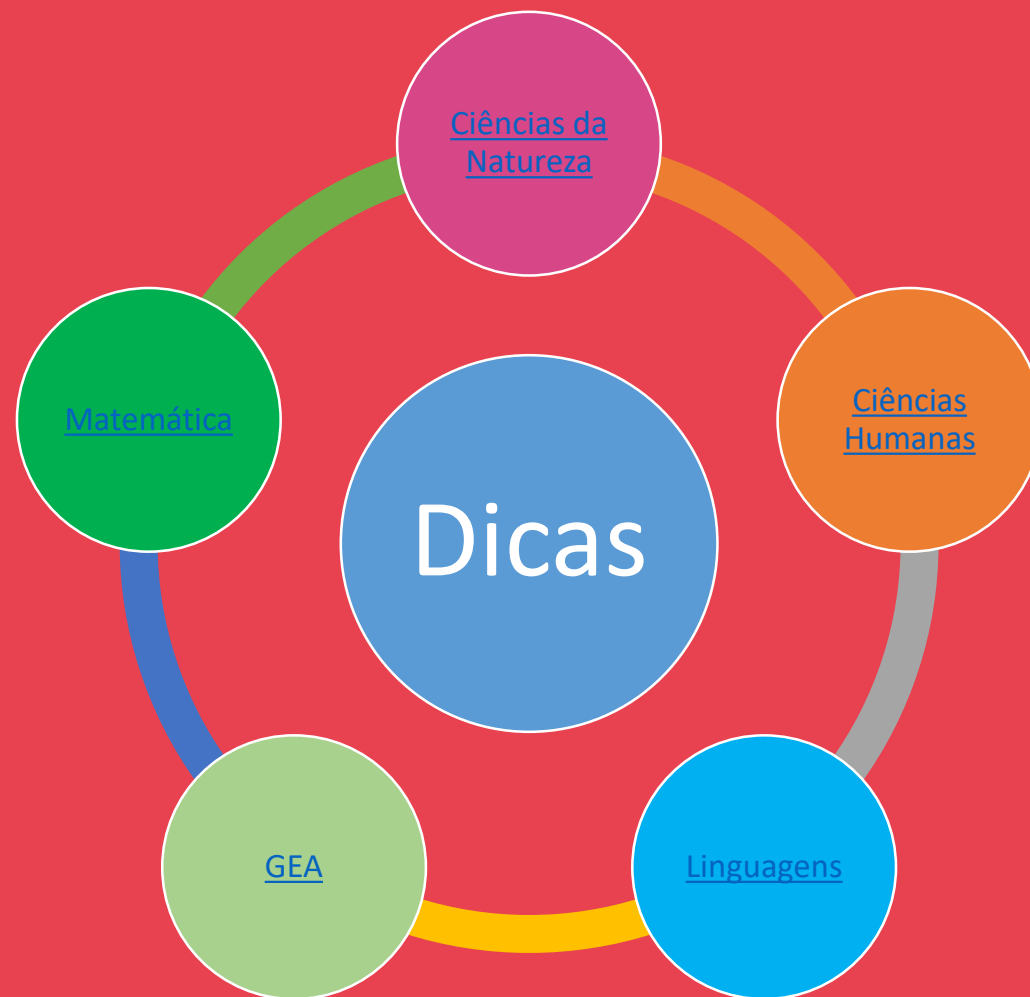 Ciências da
Natureza
Matemática
Ciências
Humanas
Dicas
GEA
Linguagens